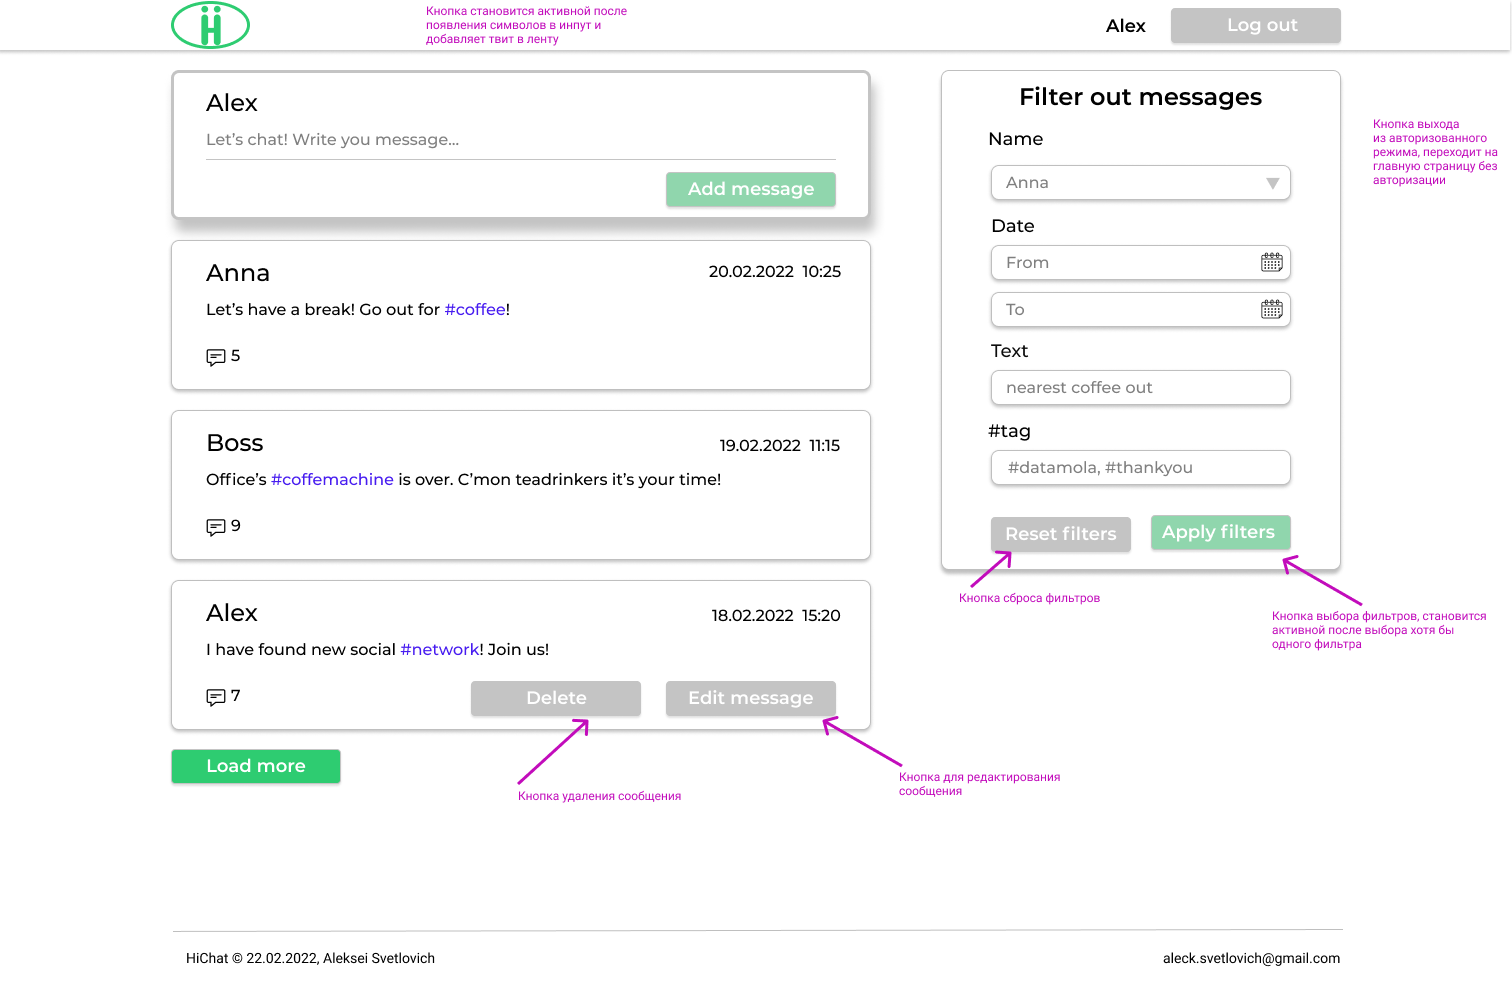 Кнопка становится активной после
появления символов в инпут и
добавляет твит в ленту
Alex
Log out
Alex
Let's chat! Write you message...
Add message
Anna
20.02.2022 10:25
Let's have a break! Go out for #coffee!
5
Boss
19.02.2022 11:15
Office's #coffemachine is over. C'mon teadrinkers it's your time!
9
Alex
18.02.2022 15:20
I have found new social #network! Join us!
7
Delete
Edit message
Load more
Кнопка удаления сообщения
Кнопка для редактирования
сообщения
Filter out messages
Name
Anna
Date
From
To
Text
nearest coffee out
#tag
#datamola, #thankyou
Reset filters
Apply filters
Кнопка сброса фильтров
Кнопка выбора фильтров, становится
активной после выбора хотя бы
одного фильтра
Кнопка выхода
из авторизованного
режима, переходит на
главную страницу без
авторизации
HiChat © 22.02.2022, Aleksei Svetlovich
aleck.svetlovich@gmail.com